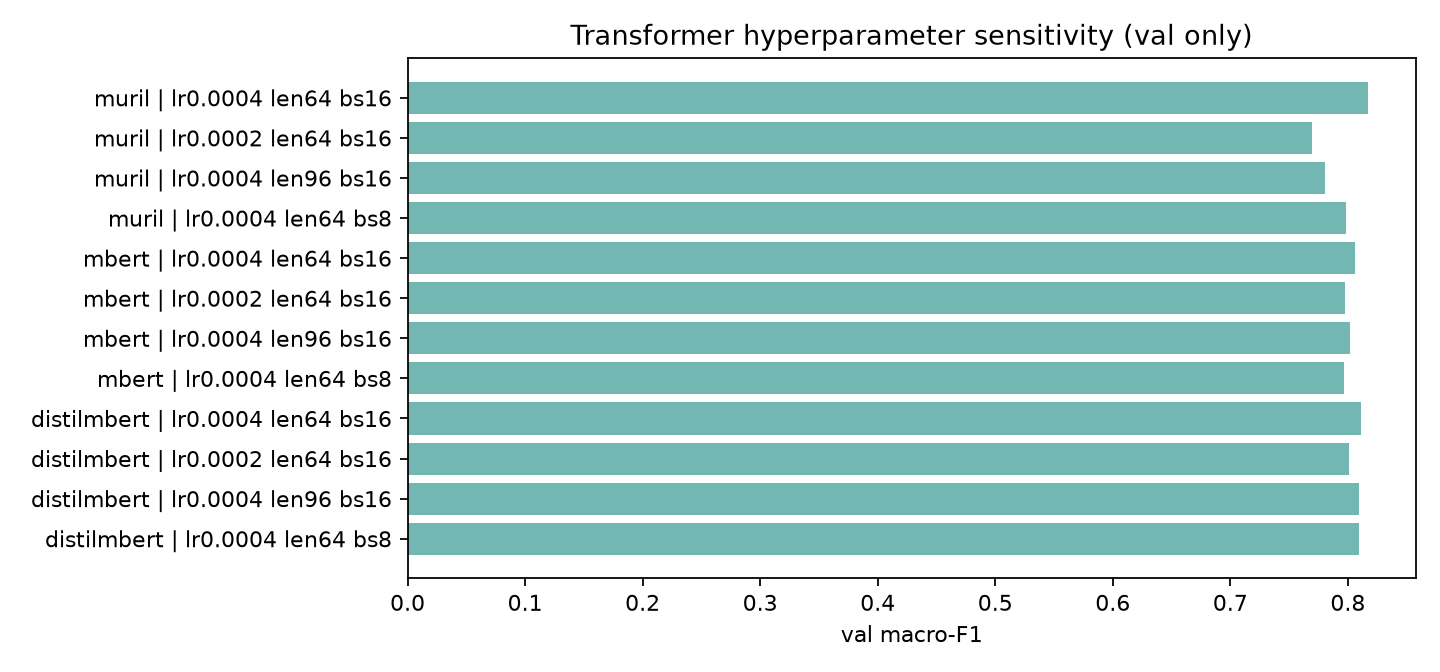 Transformer hyperparameter sensitivity (val only)
muril | lr0.0004 len64 bs16
muril | lr0.0002 len64 bs16
muril | lr0.0004 len96 bs16
muril | lr0.0004 len64 bs8
mbert | lr0.0004 len64 bs16
mbert | lr0.0002 len64 bs16
mbert | lr0.0004 len96 bs16
mbert | lr0.0004 len64 bs8
distilmbert | lr0.0004 len64 bs16
distilmbert | lr0.0002 len64 bs16
distilmbert | lr0.0004 len96 bs16
distilmbert | lr0.0004 len64 bs8
0.0 0.1 0.2 0.3 0.4 0.5 0.6 0.7 0.8
val macro-F1